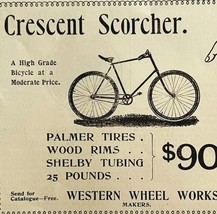 Crescent Scorcher.
A High Grade
Bicycle at a
Moderate Price.
PALMER TIRES .
WOOD RIMS . .
SHELBY TUBING
25 POUNDS . . .
$90
Send for
Catalogue—Free.
WESTERN WHEEL WORKS
MAKERS.